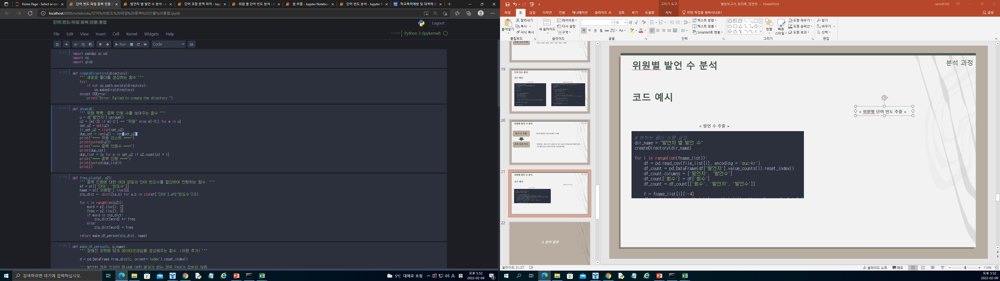 Home Page - Select or cre
단어 빈도 파일 중복 인물
발언자 별 발언 수 분석 - J
단어 포함 문맥 파악 - Jupy
위원 별 단어 빈도 분석 - J
법 추출 - Jupyter Noteboo
단어 빈도 분석 - Jupyter N
학교폭력예방 및 대책에 관
localhost:8888/notebooks/단어%20빈도%20파일%20중복%20인물%20통합.ipynb
단어 빈도 파일 중복 인물 통합
Logout
File Edit View Insert Cell Kernel Widgets Help
Trusted Python 3 (ipykernel)
Run Code
In [1]:
import pandas as pd
import os
import glob
In [2]:
def createDirectory(directory):
""" 새로운 폴더를 생성하는 함수 """
try:
if not os.path.exists(directory):
os.makedirs(directory)
except OSError:
print("Error: Failed to create the directory.")
In [3]:
def show(d):
""" 위원 목록, 중복 인원 수를 보여주는 함수 """
u = d['발언자'].unique()
u2 = [w[:3] if w[-2:] == "위원" else w[-3:] for w in u]
set_u2 = set(u2)
li_set_u2 = list(set_u2)
dup_cnt = len(u2) - len(set_u2)
print("==== 위원 리스트 ====")
print(sorted(u2))
print("==== 중복 인원수 ====")
print(dup_cnt)
dup_list = [p for p in set_u2 if u2.count(p) > 1]
print("==== 중복 인원 ====")
print(sorted(dup_list))
print()
In [4]:
def freq_plus(p1, p2):
""" 중복 인원에 대한 여러 파일의 단어 빈도수를 합산하여 반환하는 함수. """
wf = p1[['단어', '빈도수']]
name = p1['의원명'].iloc[0]
zip_dict = dict([(a,b) for a,b in zip(wf['단어'],wf['빈도수'])])
for i in range(len(p2)):
word = p2.iloc[i, 2]
freq = p2.iloc[i, 3]
if word in zip_dict:
zip_dict[word] += freq
else:
zip_dict[word] = freq
return make_df_person(zip_dict, name)
def make_df_person(c, p_name):
""" 정해진 포맷에 맞게 데이터프레임을 생성해주는 함수. (의원 추가) """
d = pd.DataFrame.from_dict(c, orient='index').reset_index()
''' 발언한 적은 있지만 명사에 대한 결과가 없는 경우 단어가 잡히지 않음.
검색하려면 여기에 입력하십시오.
5℃ 대체로 흐림
A
오후 5:52
2022-02-09
2
그리기 도구
별점보고서_회의록_엄현빈 - PowerPoint
senvdi102
파일 홈 삽입 디자인 전환 애니메이션 슬라이드 쇼 검토 보기 도움말 서식 어떤 작업을 원하시나요? 공유
붙여넣기
잘라내기
복사
서식 복사
클립보드
새 슬라이드
레이아웃
다시 설정
구역
슬라이드
10
글꼴
텍스트 방향
텍스트 맞춤
SmartArt로 변환
단락
정렬
빠른 스타일
도형 채우기
도형 윤곽선
도형 효과
그리기
찾기
바꾸기
선택
편집
19
단어 빈도 분석
코드 예시
20
위원별 발언 수 분석
발언 수 추출
중복 위원 처리
21
위원별 발언 수 분석
코드 예시
22
3. 분석 결과
분석 과정
위원별 발언 수 분석
코드 예시
< 위원별 단어 빈도 추출 >
< 발언 수 추출 >
# 원하는 폴더 이름 설정.
dir_name = "발언자 별 발언 수"
createDirectory(dir_name)
for i in range(len(fname_list)):
df = pd.read_csv(file_list[i], encoding = 'euc-kr')
df_count = pd.DataFrame(df['발언자'].value_counts()).reset_index()
df_count.columns = ['발언자', '발언수']
df_count['회수'] = df['회수']
df_count = df_count[['회수', '발언자', '발언수']]
f = fname_list[i][:-4]
슬라이드 21/27
슬라이드 노트
메모
114%
오후 5:52
2022-02-09